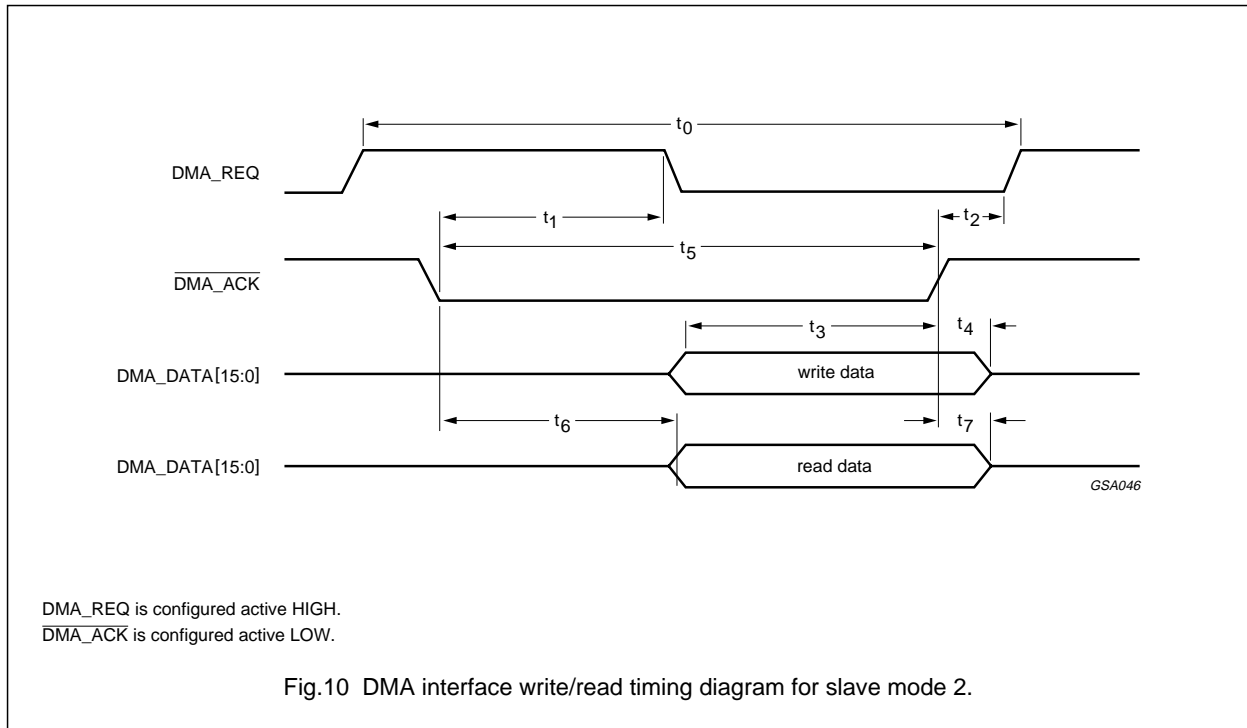 t0
DMA_REQ
t1
t2
t5
DMA_ACK
t3
t4
DMA_DATA[15:0]
write data
t6
t7
DMA_DATA[15:0]
read data
GSA046
DMA_REQ is configured active HIGH.
DMA_ACK is configured active LOW.
Fig.10 DMA interface write/read timing diagram for slave mode 2.